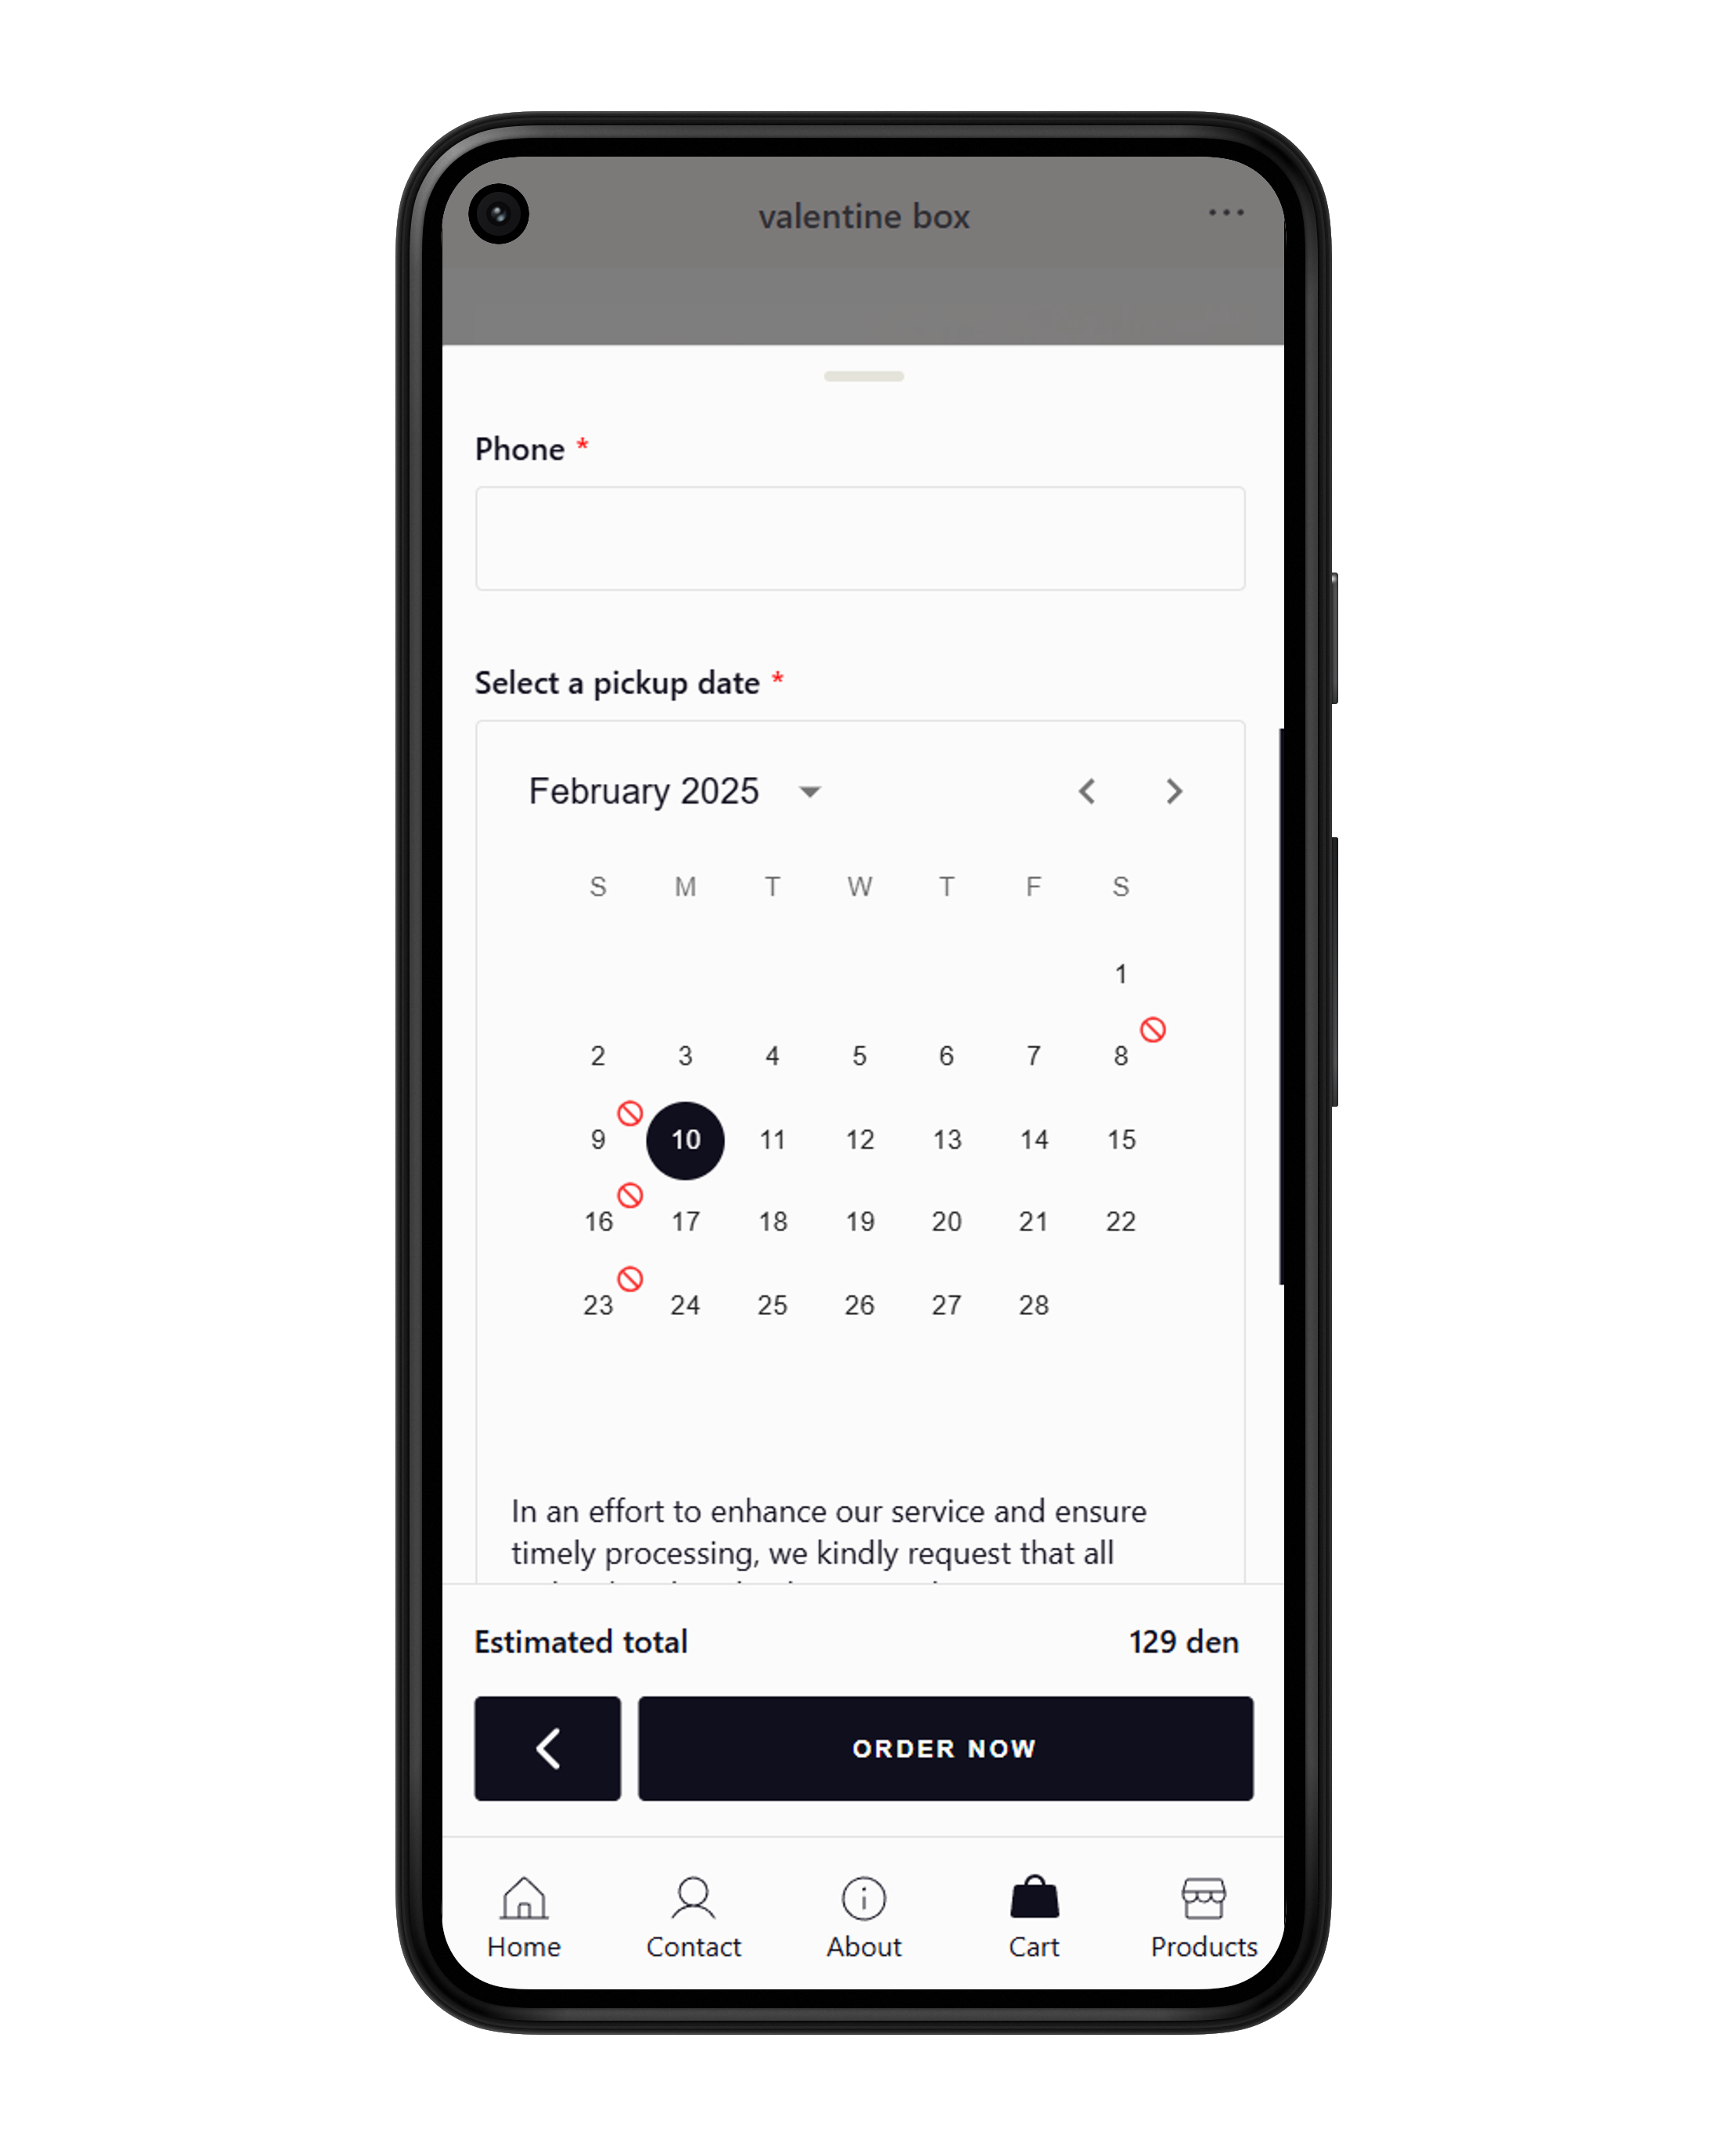 valentine box
Phone *
Select a pickup date *
February 2025
S M T W T F S
1
2 3 4 5 6 7 8
9 10 11 12 13 14 15
16 17 18 19 20 21 22
23 24 25 26 27 28
In an effort to enhance our service and ensure
timely processing, we kindly request that all
Estimated total 129 den
ORDER NOW
Home Contact About Cart Products